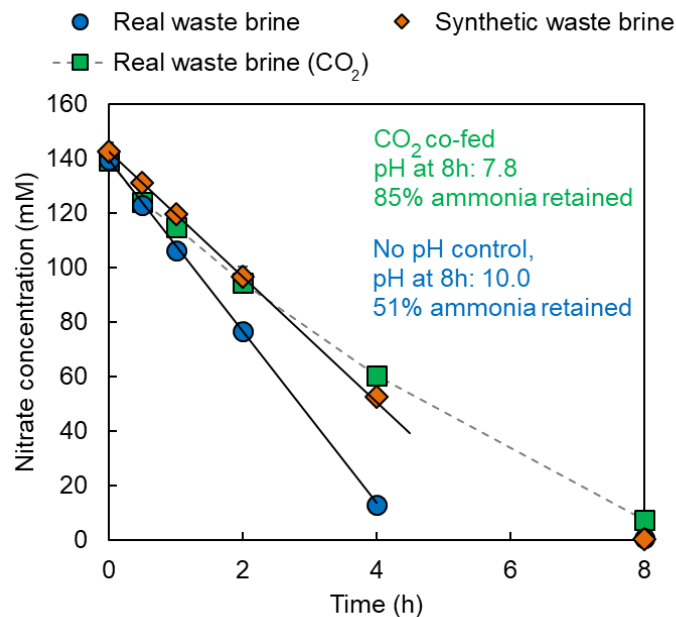 Real waste brine
Synthetic waste brine
Real waste brine (CO₂)
Nitrate concentration (mM)
160
140
120
100
80
60
40
20
0
CO₂ co-fed
pH at 8h: 7.8
85% ammonia retained
No pH control,
pH at 8h: 10.0
51% ammonia retained
0
2
4
6
8
Time (h)